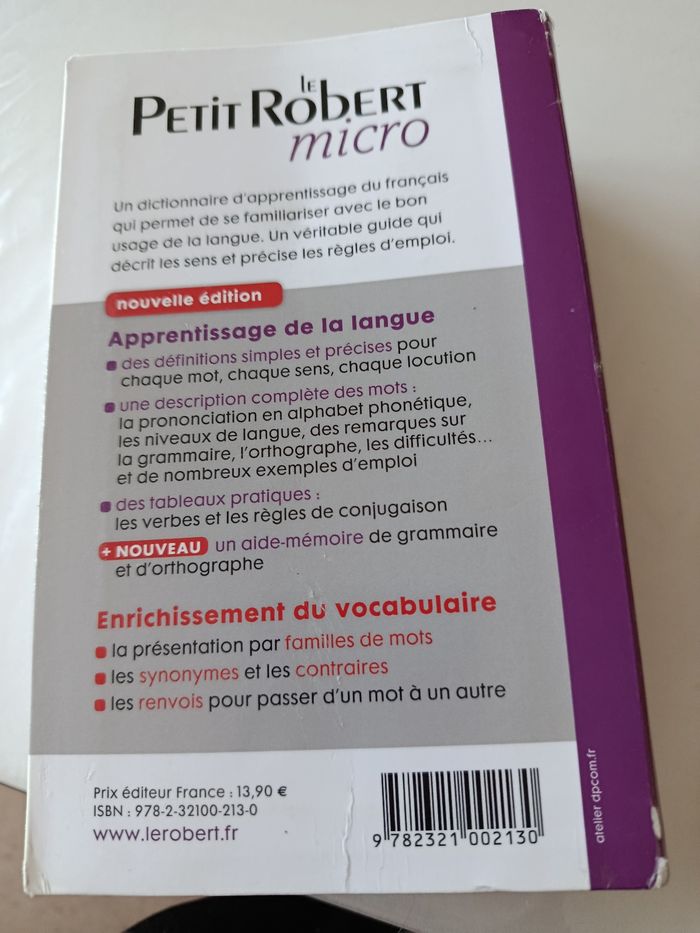 LE
PETIT ROBERT
micro
Un dictionnaire d'apprentissage du français
qui permet de se familiariser avec le bon
usage de la langue. Un véritable guide qui
décrit les sens et précise les règles d'emploi.
nouvelle édition
Apprentissage de la langue
des définitions simples et précises pour
chaque mot, chaque sens, chaque locution
une description complète des mots :
la prononciation en alphabet phonétique,
les niveaux de langue, des remarques sur
la grammaire, l'orthographe, les difficultés...
et de nombreux exemples d'emploi
des tableaux pratiques :
les verbes et les règles de conjugaison
+ NOUVEAU un aide-mémoire de grammaire
et d'orthographe
Enrichissement du vocabulaire
la présentation par familles de mots
les synonymes et les contraires
les renvois pour passer d'un mot à un autre
Prix éditeur France : 13,90 €
ISBN : 978-2-32100-213-0
www.lerobert.fr
9 782321 002130
atelier dpcom.fr